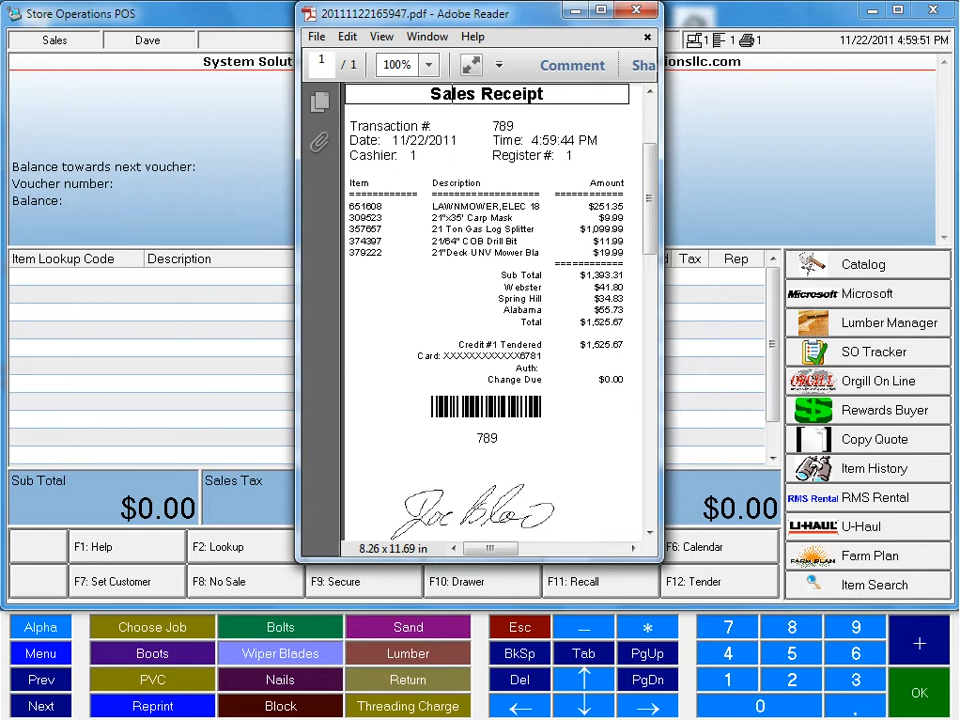 Store Operations POS
Sales
Dave
1 1 1
11/22/2011 4:59:51 PM
System Solut
ionsllc.com
Balance towards next voucher:
Voucher number:
Balance:
Item Lookup Code
Description
Tax
Rep
Sub Total
$0.00
Sales Tax
$0.00
20111122165947.pdf - Adobe Reader
File Edit View Window Help
1 / 1
100%
Comment
Sha
Sales Receipt
Transaction #: 789
Date: 11/22/2011 Time: 4:59:44 PM
Cashier: 1 Register #: 1
Item Description Amount
============ ================== ============
651608 LAWNMOWER,ELEC 18 $251.35
309523 21"x35' Carp Mask $9.99
357657 21 Ton Gas Log Splitter $1,099.99
374397 21/64" COB Drill Bit $11.99
379222 21"Deck UNV Mower Bla $19.99
============
Sub Total $1,393.31
Webster $41.80
Spring Hill $34.83
Alabama $55.73
Total $1,525.67
Credit #1 Tendered $1,525.67
Card: XXXXXXXXXXXX6781
Auth:
Change Due $0.00
789
8.26 x 11.69 in
Catalog
Microsoft Microsoft
Lumber Manager
SO Tracker
ORGILL Orgill On Line
Rewards Buyer
Copy Quote
Item History
RMS Rental RMS Rental
U-HAUL U-Haul
FARM PLAN Farm Plan
Item Search
F1: Help
F2: Lookup
F6: Calendar
F7: Set Customer
F8: No Sale
F9: Secure
F10: Drawer
F11: Recall
F12: Tender
Alpha Choose Job Bolts Sand Esc _ * 7 8 9 +
Menu Boots Wiper Blades Lumber BkSp Tab PgUp 4 5 6
Prev PVC Nails Return Del ↑ PgDn 1 2 3 OK
Next Reprint Block Threading Charge ← ↓ → 0 .